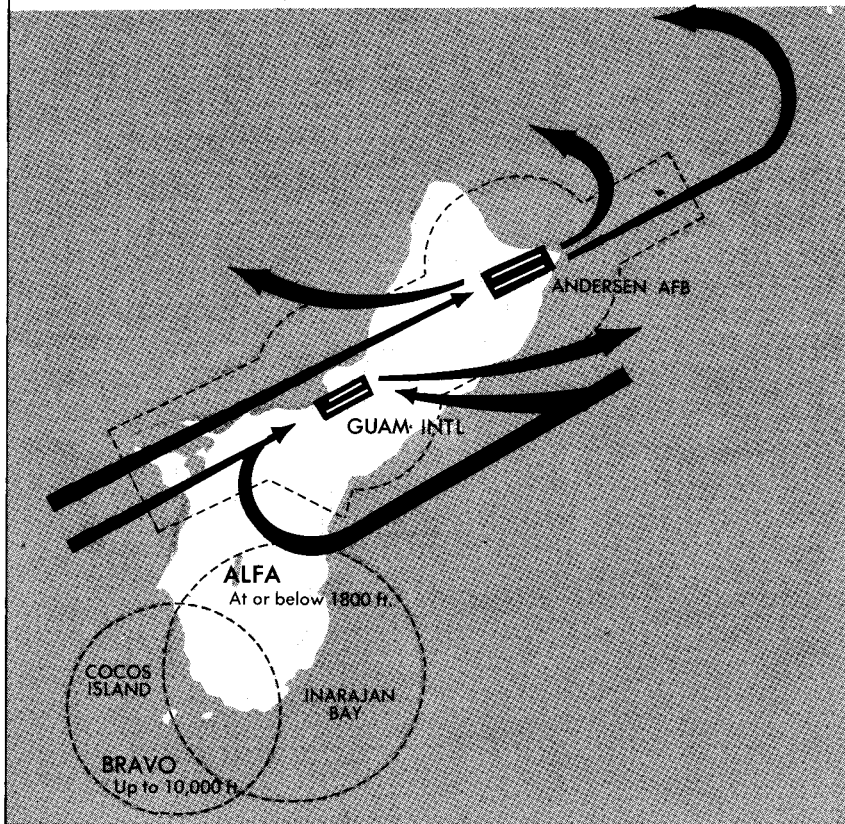 ANDERSEN AFB
GUAM INTL
ALFA
At or below 1800 ft.
COCOS
ISLAND
INARAJAN
BAY
BRAVO
Up to 10,000 ft.